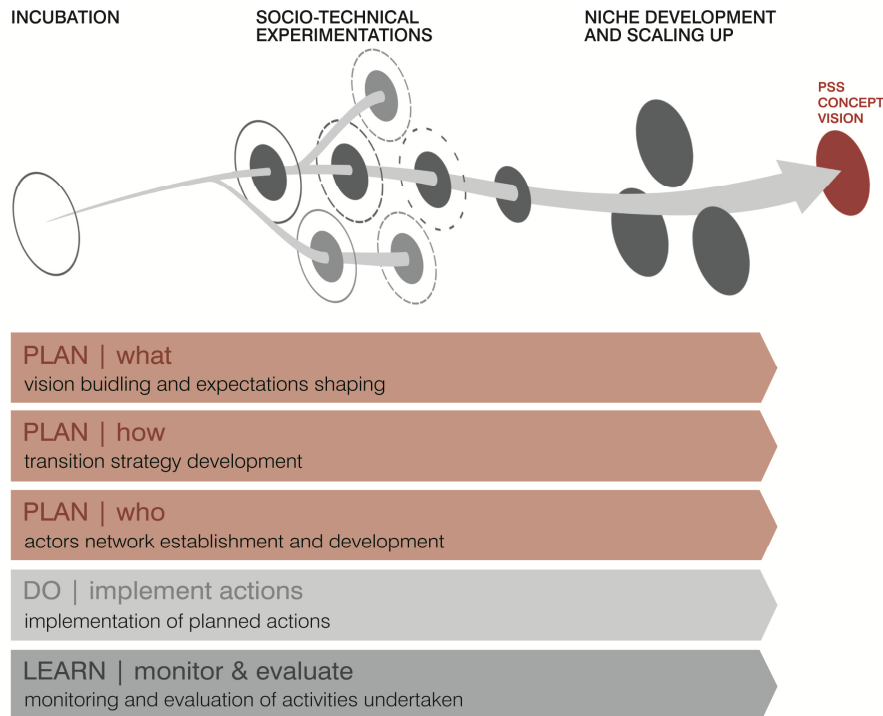 INCUBATION
SOCIO-TECHNICAL
EXPERIMENTATIONS
NICHE DEVELOPMENT
AND SCALING UP
PSS
CONCEPT
VISION
PLAN | what
vision buidling and expectations shaping
PLAN | how
transition strategy development
PLAN | who
actors network establishment and development
DO | implement actions
implementation of planned actions
LEARN | monitor & evaluate
monitoring and evaluation of activities undertaken